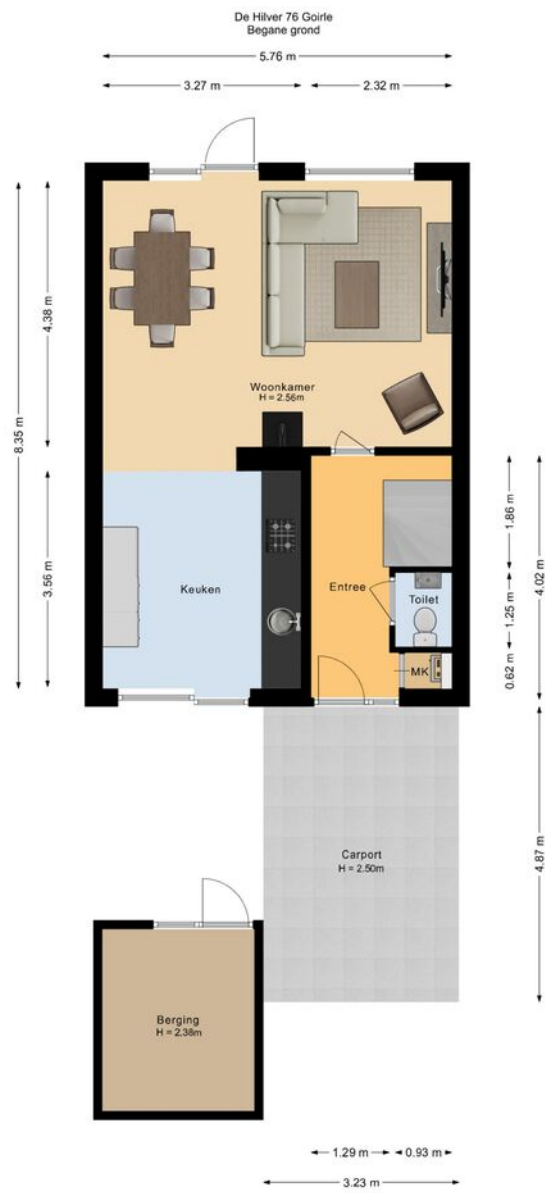 De Hilver 76 Goirle
Begane grond
5.76 m
3.27 m
2.32 m
4.38 m
8.35 m
3.56 m
Woonkamer
H = 2.56m
Keuken
Entree
Toilet
MK
1.86 m
1.25 m
0.62 m
4.02 m
4.87 m
Carport
H = 2.50m
Berging
H = 2.38m
1.29 m
0.93 m
3.23 m